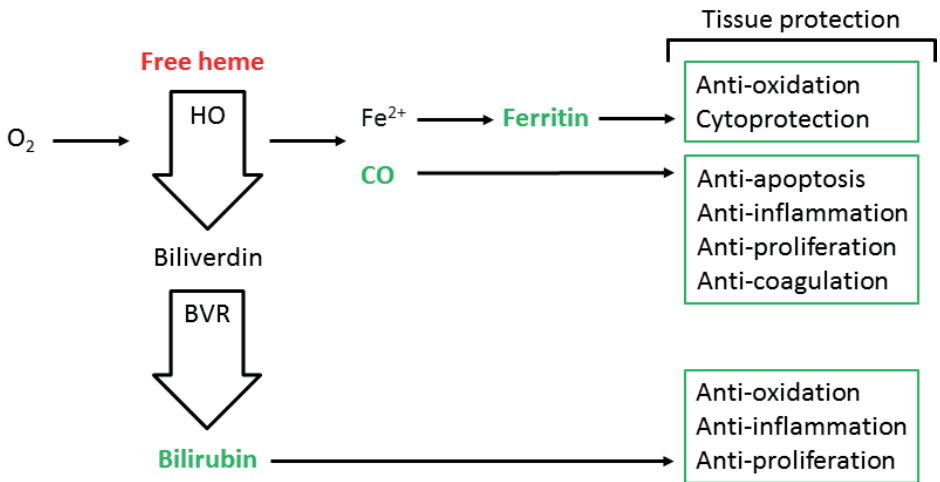 Tissue protection
Free heme
HO
O₂
Fe²⁺
Ferritin
Anti-oxidation
Cytoprotection
CO
Anti-apoptosis
Anti-inflammation
Anti-proliferation
Anti-coagulation
Biliverdin
BVR
Bilirubin
Anti-oxidation
Anti-inflammation
Anti-proliferation